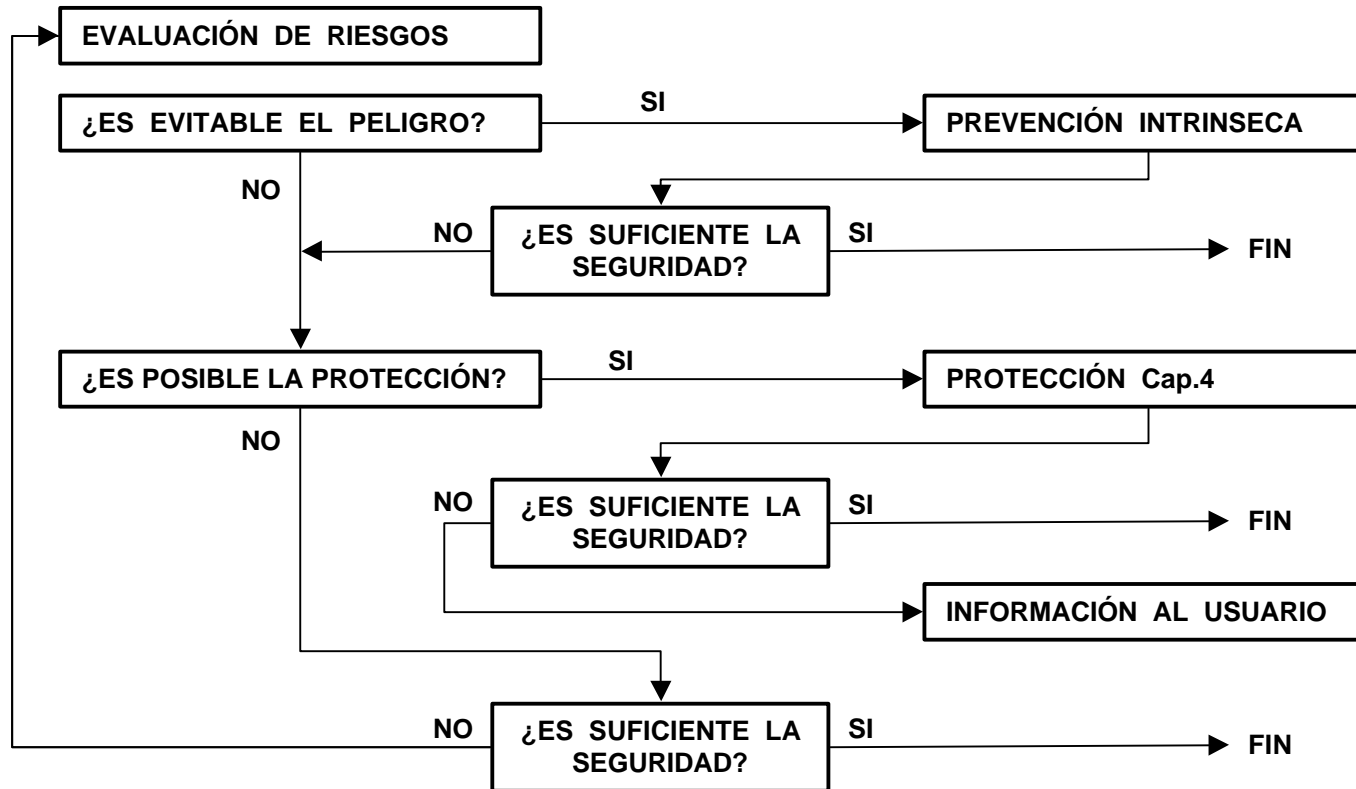 EVALUACIÓN DE RIESGOS
¿ES EVITABLE EL PELIGRO?
SI
PREVENCIÓN INTRINSECA
NO
NO
¿ES SUFICIENTE LA
SEGURIDAD?
SI
FIN
¿ES POSIBLE LA PROTECCIÓN?
SI
PROTECCIÓN Cap.4
NO
NO
¿ES SUFICIENTE LA
SEGURIDAD?
SI
FIN
INFORMACIÓN AL USUARIO
NO
¿ES SUFICIENTE LA
SEGURIDAD?
SI
FIN